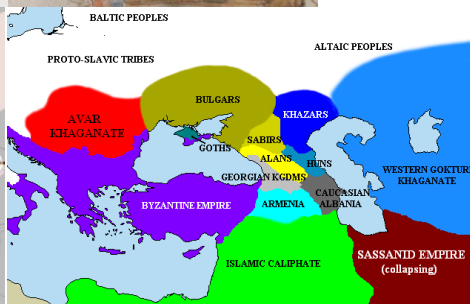 BALTIC PEOPLES
ALTAIC PEOPLES
PROTO-SLAVIC TRIBES
BULGARS
KHAZARS
AVAR
KHAGANATE
SABIRS
GOTHS
ALANS
HUNS
GEORGIAN KGDMS
WESTERN GOKTURK
KHAGANATE
CAUCASIAN
ALBANIA
BYZANTINE EMPIRE
ARMENIA
SASSANID EMPIRE
(collapsing)
ISLAMIC CALIPHATE